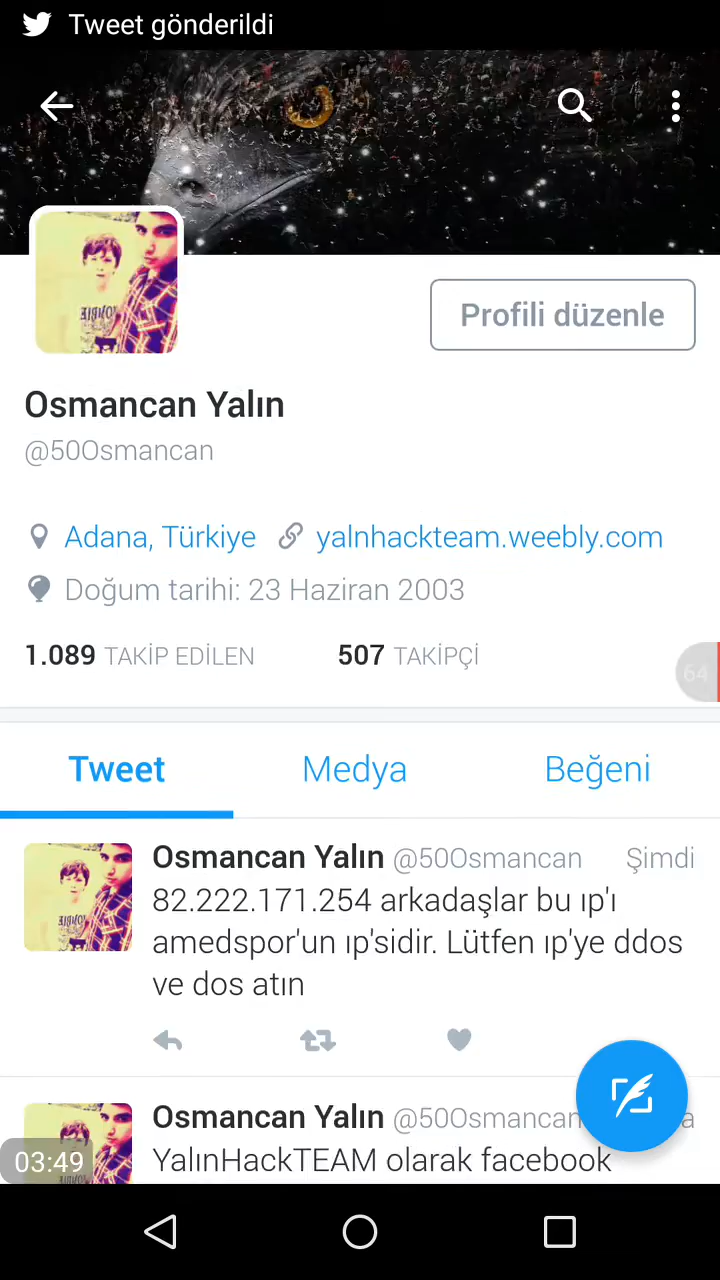 Tweet gönderildi
Profili düzenle
Osmancan Yalın
@50Osmancan
Adana, Türkiye yalnhackteam.weebly.com
Doğum tarihi: 23 Haziran 2003
1.089 TAKİP EDİLEN 507 TAKİPÇİ
64
Tweet Medya Beğeni
Osmancan Yalın @50Osmancan Şimdi
82.222.171.254 arkadaşlar bu ıp'ı
amedspor'un ıp'sidir. Lütfen ıp'ye ddos
ve dos atın
Osmancan Yalın @50Osmancan
03:49
YalınHackTEAM olarak facebook